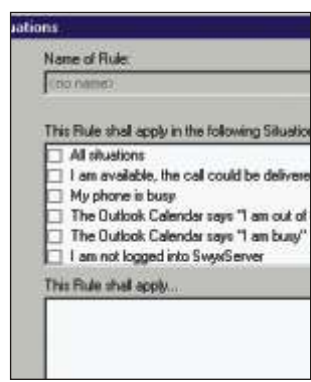 uations
Name of Rule:
(no name)
This Rule shall apply in the following Situation
All situations
I am available, the call could be delivere
My phone is busy
The Outlook Calendar says "I am out of
The Outlook Calendar says "I am busy"
I am not logged into SwyxServer
This Rule shall apply...